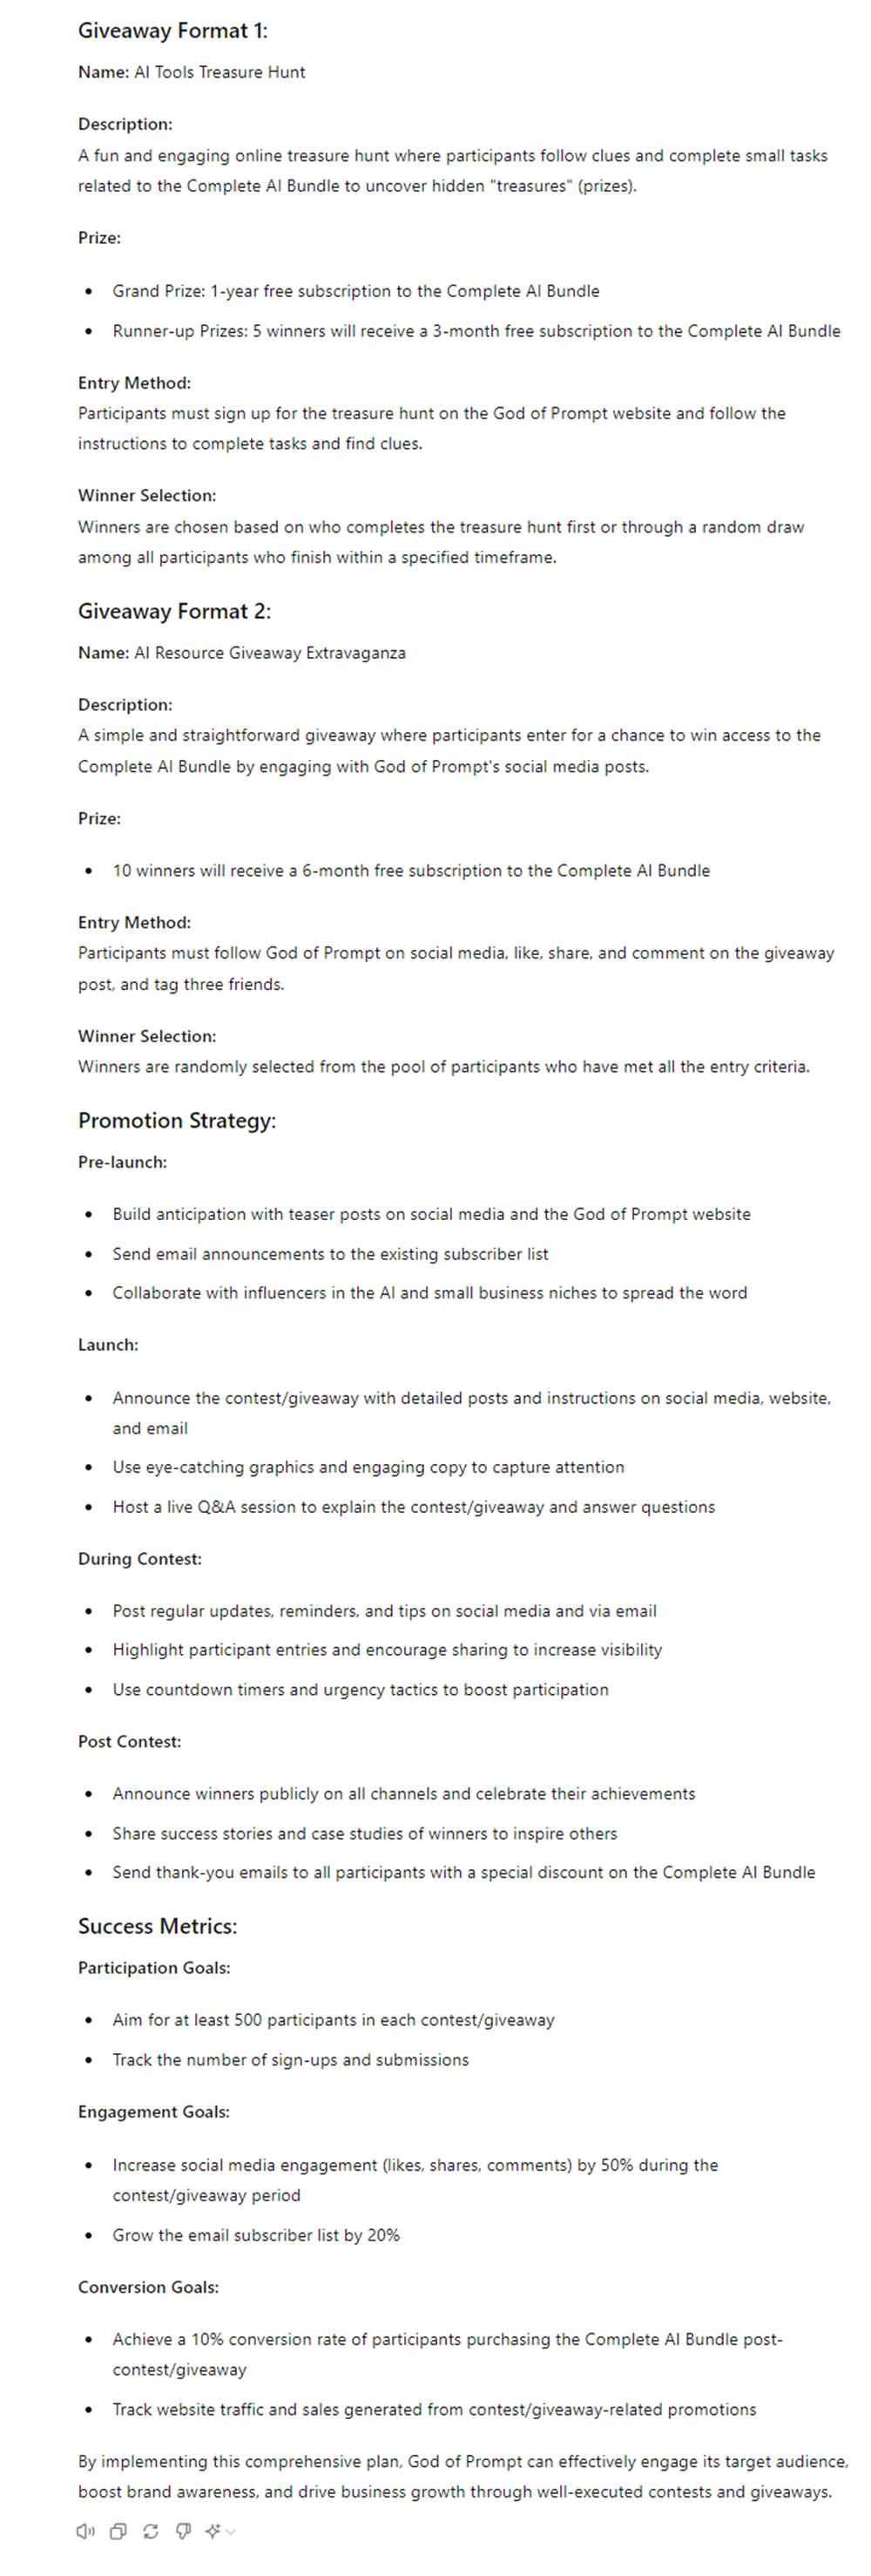 Giveaway Format 1:
Name: AI Tools Treasure Hunt
Description:
A fun and engaging online treasure hunt where participants follow clues and complete small tasks
related to the Complete AI Bundle to uncover hidden "treasures" (prizes).
Prize:
• Grand Prize: 1-year free subscription to the Complete AI Bundle
• Runner-up Prizes: 5 winners will receive a 3-month free subscription to the Complete AI Bundle
Entry Method:
Participants must sign up for the treasure hunt on the God of Prompt website and follow the
instructions to complete tasks and find clues.
Winner Selection:
Winners are chosen based on who completes the treasure hunt first or through a random draw
among all participants who finish within a specified timeframe.
Giveaway Format 2:
Name: AI Resource Giveaway Extravaganza
Description:
A simple and straightforward giveaway where participants enter for a chance to win access to the
Complete AI Bundle by engaging with God of Prompt's social media posts.
Prize:
• 10 winners will receive a 6-month free subscription to the Complete AI Bundle
Entry Method:
Participants must follow God of Prompt on social media, like, share, and comment on the giveaway
post, and tag three friends.
Winner Selection:
Winners are randomly selected from the pool of participants who have met all the entry criteria.
Promotion Strategy:
Pre-launch:
• Build anticipation with teaser posts on social media and the God of Prompt website
• Send email announcements to the existing subscriber list
• Collaborate with influencers in the AI and small business niches to spread the word
Launch:
• Announce the contest/giveaway with detailed posts and instructions on social media, website,
and email
• Use eye-catching graphics and engaging copy to capture attention
• Host a live Q&A session to explain the contest/giveaway and answer questions
During Contest:
• Post regular updates, reminders, and tips on social media and via email
• Highlight participant entries and encourage sharing to increase visibility
• Use countdown timers and urgency tactics to boost participation
Post Contest:
• Announce winners publicly on all channels and celebrate their achievements
• Share success stories and case studies of winners to inspire others
• Send thank-you emails to all participants with a special discount on the Complete AI Bundle
Success Metrics:
Participation Goals:
• Aim for at least 500 participants in each contest/giveaway
• Track the number of sign-ups and submissions
Engagement Goals:
• Increase social media engagement (likes, shares, comments) by 50% during the
contest/giveaway period
• Grow the email subscriber list by 20%
Conversion Goals:
• Achieve a 10% conversion rate of participants purchasing the Complete AI Bundle post-
contest/giveaway
• Track website traffic and sales generated from contest/giveaway-related promotions
By implementing this comprehensive plan, God of Prompt can effectively engage its target audience,
boost brand awareness, and drive business growth through well-executed contests and giveaways.